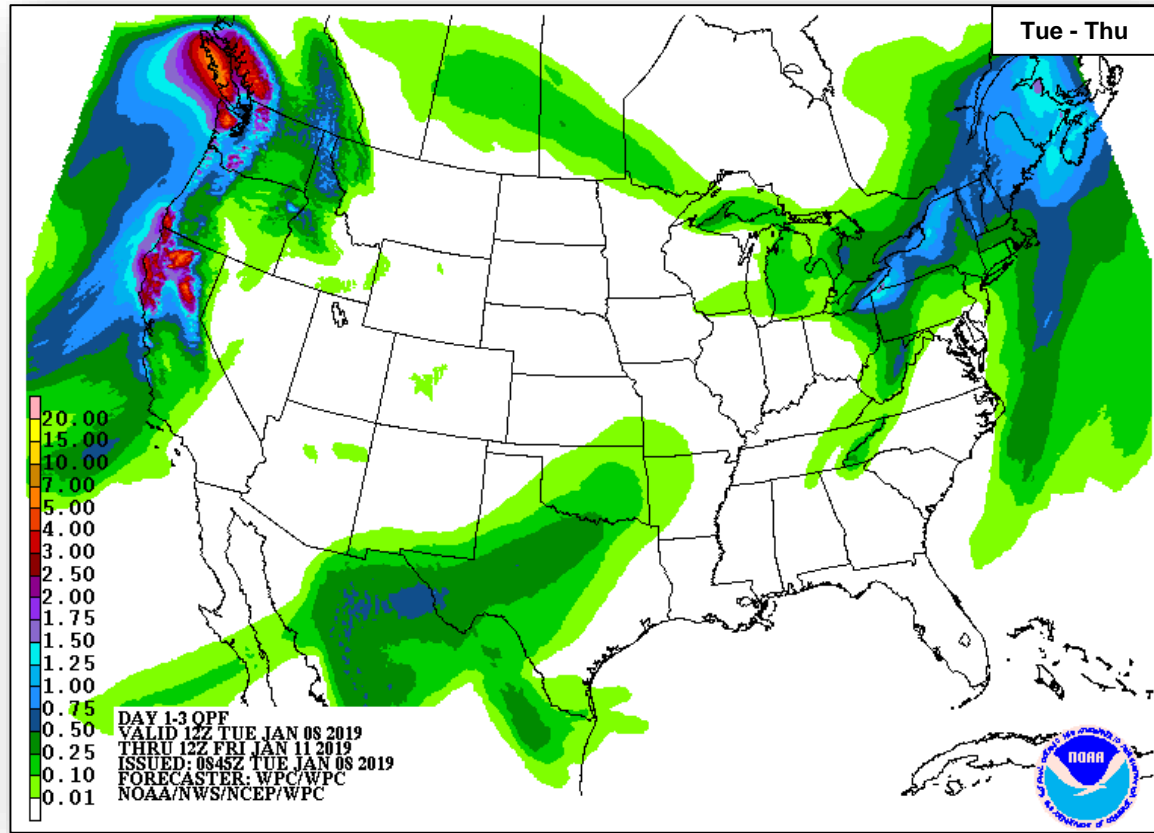 Tue - Thu
20.00
15.00
10.00
7.00
5.00
4.00
3.00
2.50
2.00
1.75
1.50
1.25
1.00
0.75
0.50
0.25
0.10
0.01
DAY 1-3 QPF
VALID 12Z TUE JAN 08 2019
THRU 12Z FRI JAN 11 2019
ISSUED: 0845Z TUE JAN 08 2019
FORECASTER: WPC/WPC
NOAA/NWS/NCEP/WPC
NOAA